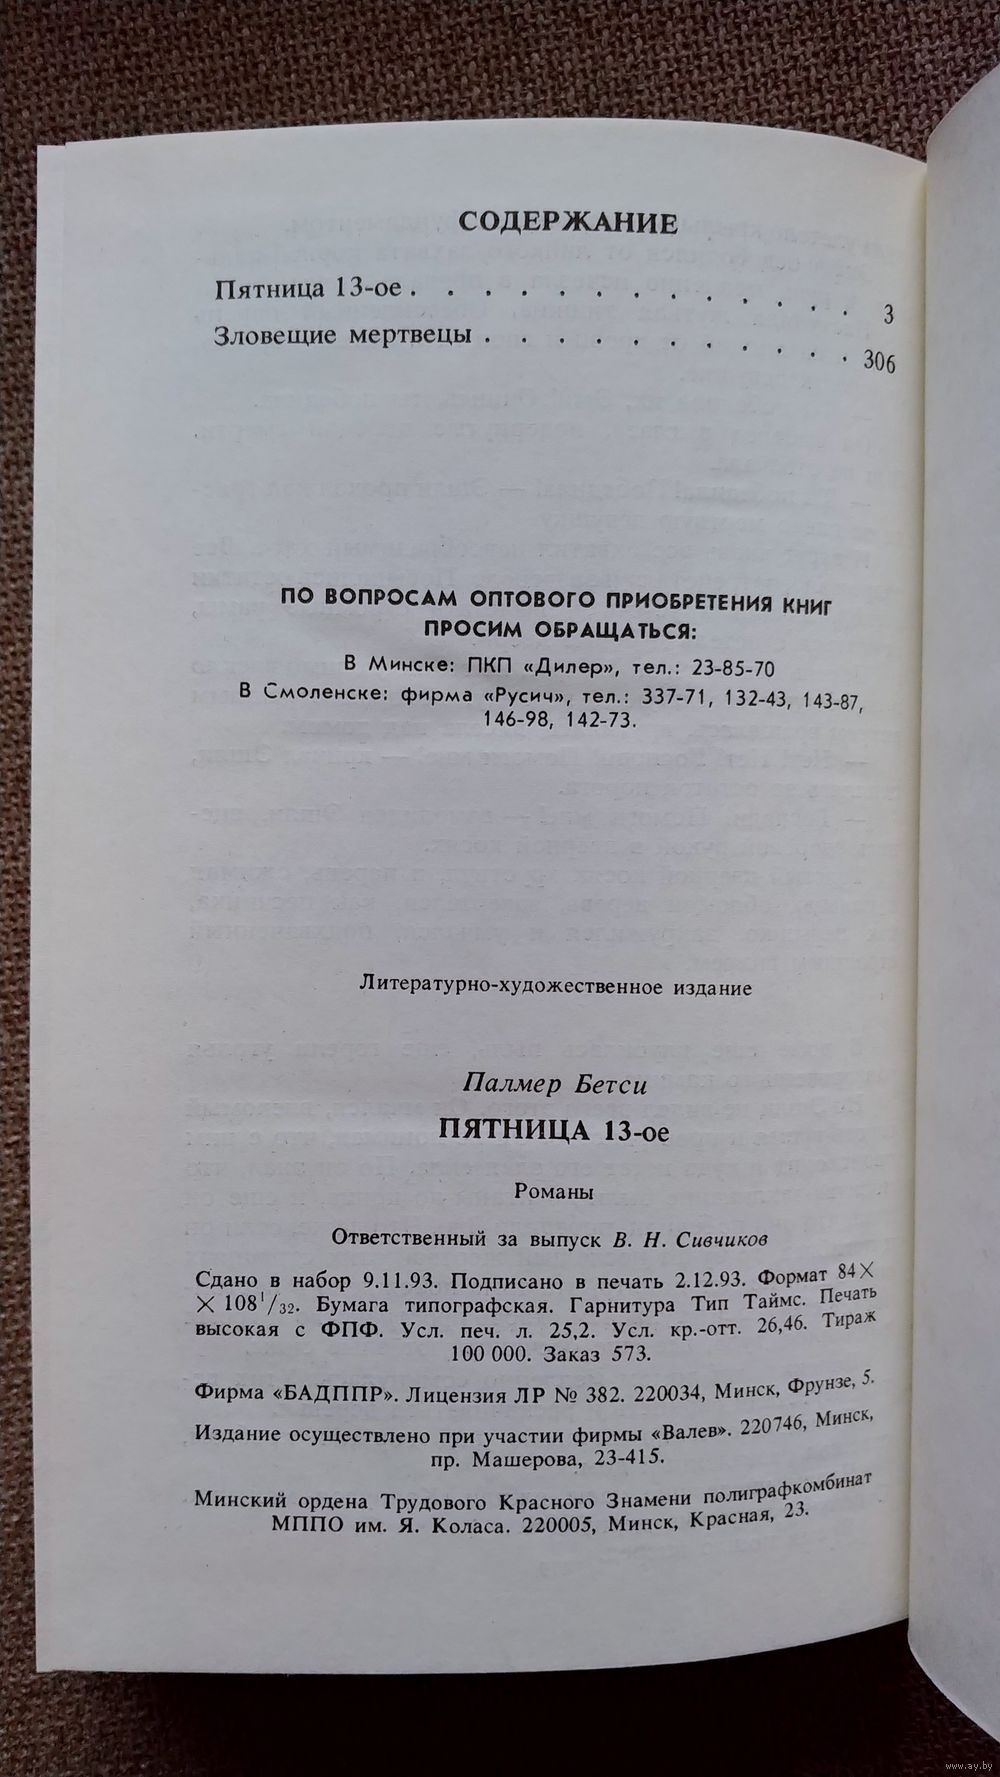 СОДЕРЖАНИЕ
Пятница 13-ое . . . . . . . . . . . . 3
Зловещие мертвецы . . . . . . . . . . . 306
ПО ВОПРОСАМ ОПТОВОГО ПРИОБРЕТЕНИЯ КНИГ
ПРОСИМ ОБРАЩАТЬСЯ:
В Минске: ПКП «Дилер», тел.: 23-85-70
В Смоленске: фирма «Русич», тел.: 337-71, 132-43, 143-87,
146-98, 142-73.
Литературно-художественное издание
Палмер Бетси
ПЯТНИЦА 13-ое
Романы
Ответственный за выпуск В. Н. Сивчиков
Сдано в набор 9.11.93. Подписано в печать 2.12.93. Формат 84×
×108¹/₃₂. Бумага типографская. Гарнитура Тип Таймс. Печать
высокая с ФПФ. Усл. печ. л. 25,2. Усл. кр.-отт. 26,46. Тираж
100 000. Заказ 573.
Фирма «БАДППР». Лицензия ЛР № 382. 220034, Минск, Фрунзе, 5.
Издание осуществлено при участии фирмы «Валев». 220746, Минск,
пр. Машерова, 23-415.
Минский ордена Трудового Красного Знамени полиграфкомбинат
МППО им. Я. Коласа. 220005, Минск, Красная, 23.
www.ay.by